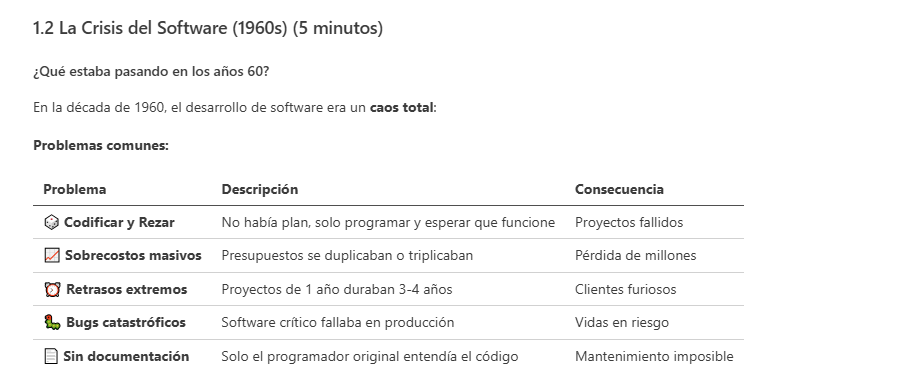 1.2 La Crisis del Software (1960s) (5 minutos)
¿Qué estaba pasando en los años 60?
En la década de 1960, el desarrollo de software era un caos total:
Problemas comunes:
Problema Descripción Consecuencia
🎲 Codificar y Rezar No había plan, solo programar y esperar que funcione Proyectos fallidos
📈 Sobrecostos masivos Presupuestos se duplicaban o triplicaban Pérdida de millones
⏰ Retrasos extremos Proyectos de 1 año duraban 3-4 años Clientes furiosos
🐛 Bugs catastróficos Software crítico fallaba en producción Vidas en riesgo
📄 Sin documentación Solo el programador original entendía el código Mantenimiento imposible